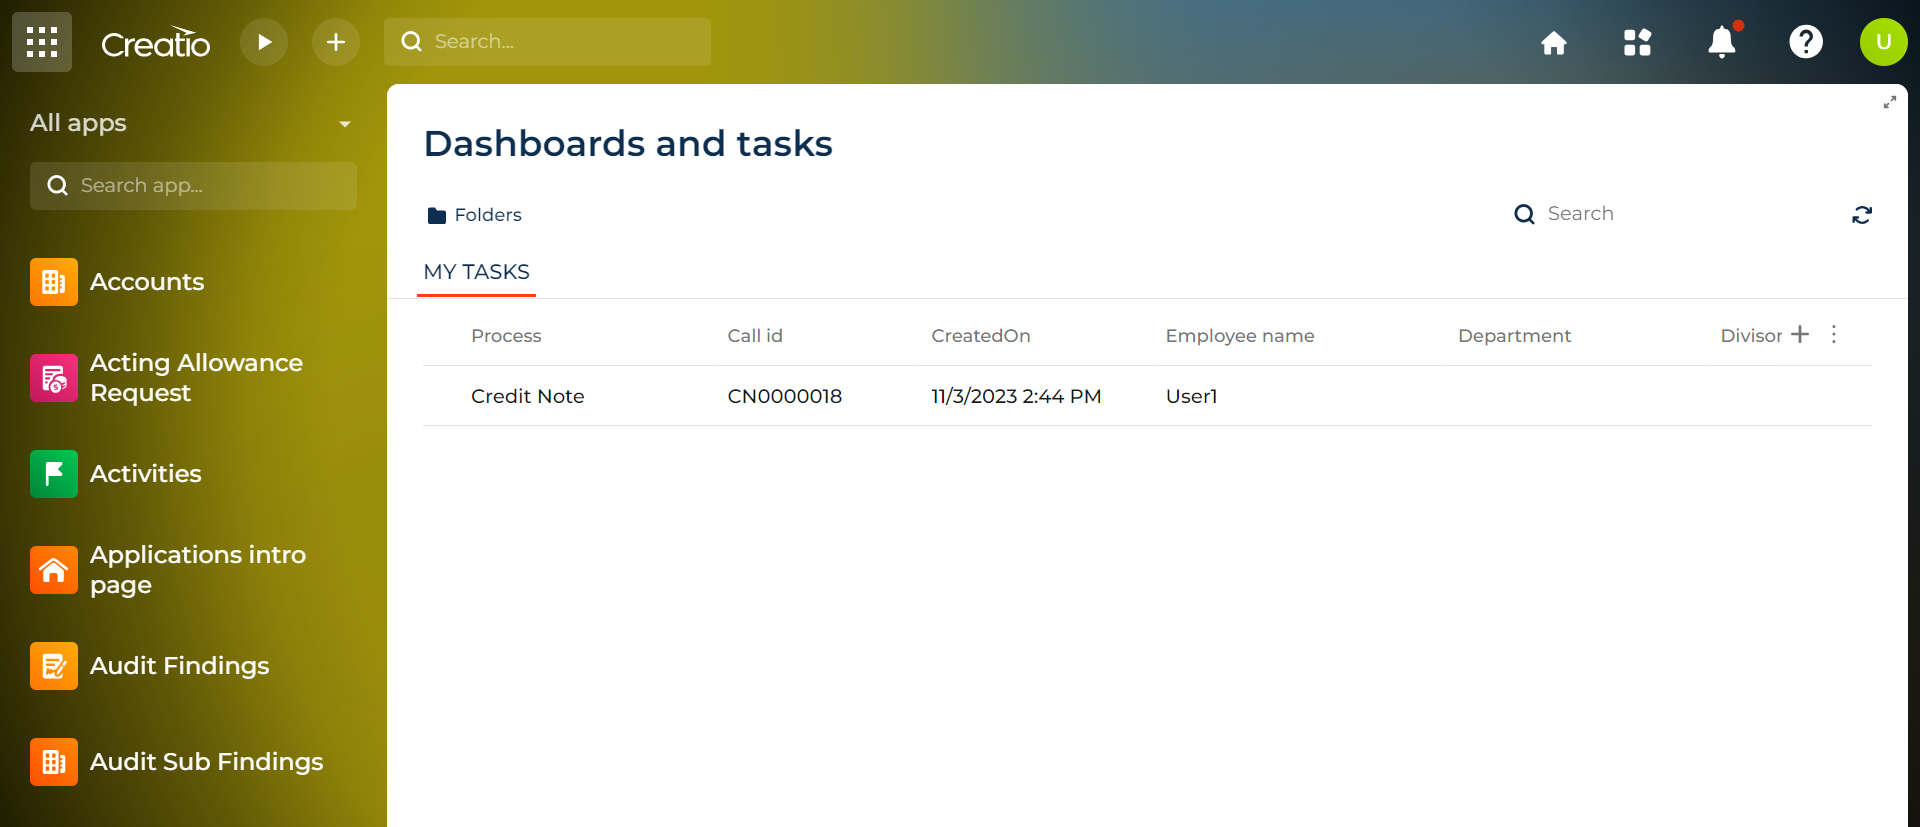 Creatio
Search...
U
All apps
Search app...
Accounts
Acting Allowance
Request
Activities
Applications intro
page
Audit Findings
Audit Sub Findings
Dashboards and tasks
Folders
Search
MY TASKS
Process Call id CreatedOn Employee name Department Divisor
Credit Note CN0000018 11/3/2023 2:44 PM User1